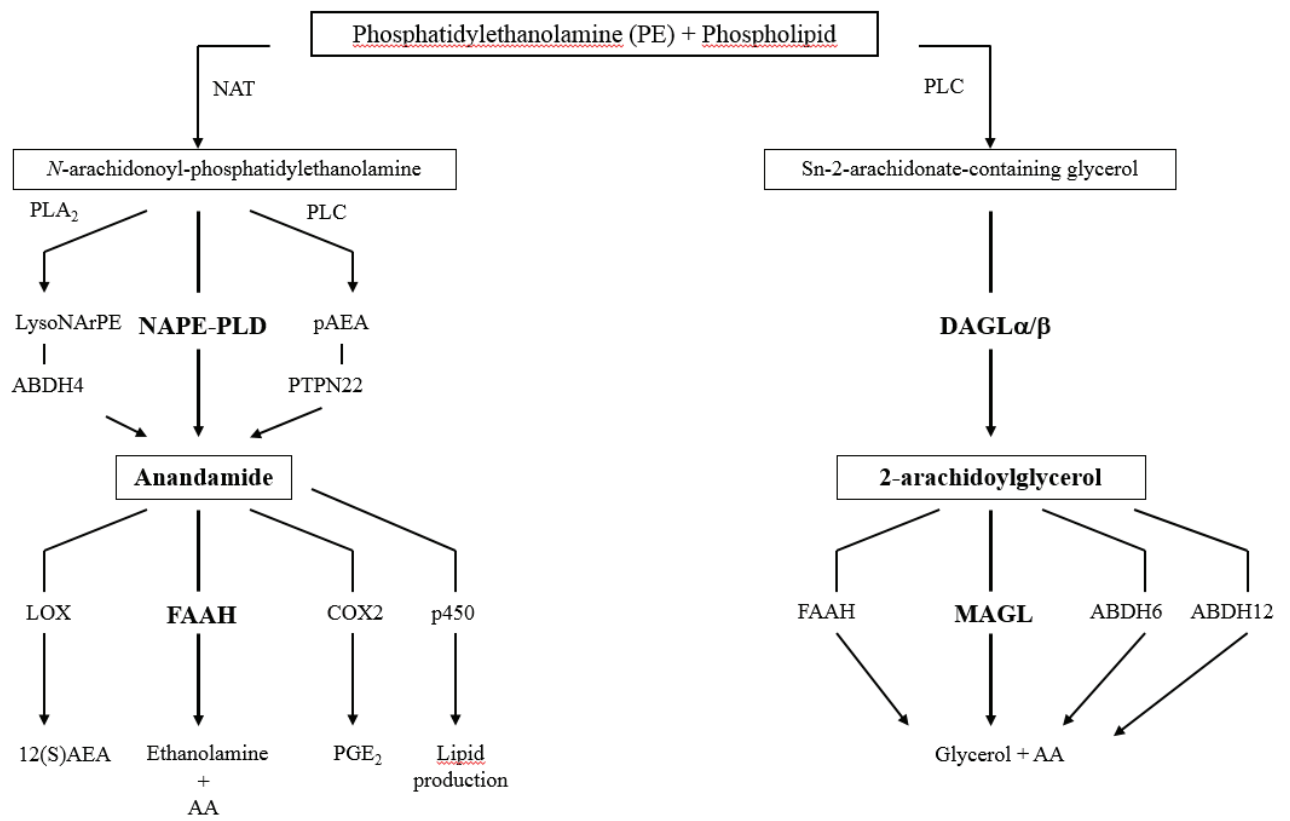 Phosphatidylethanolamine (PE) + Phospholipid
NAT
PLC
N-arachidonoyl-phosphatidylethanolamine
Sn-2-arachidonate-containing glycerol
PLA₂
PLC
LysoNArPE
NAPE-PLD
pAEA
DAGLα/β
ABDH4
PTPN22
Anandamide
2-arachidoylglycerol
LOX
FAAH
COX2
p450
FAAH
MAGL
ABDH6
ABDH12
12(S)AEA
Ethanolamine
+
AA
PGE₂
Lipid
production
Glycerol + AA